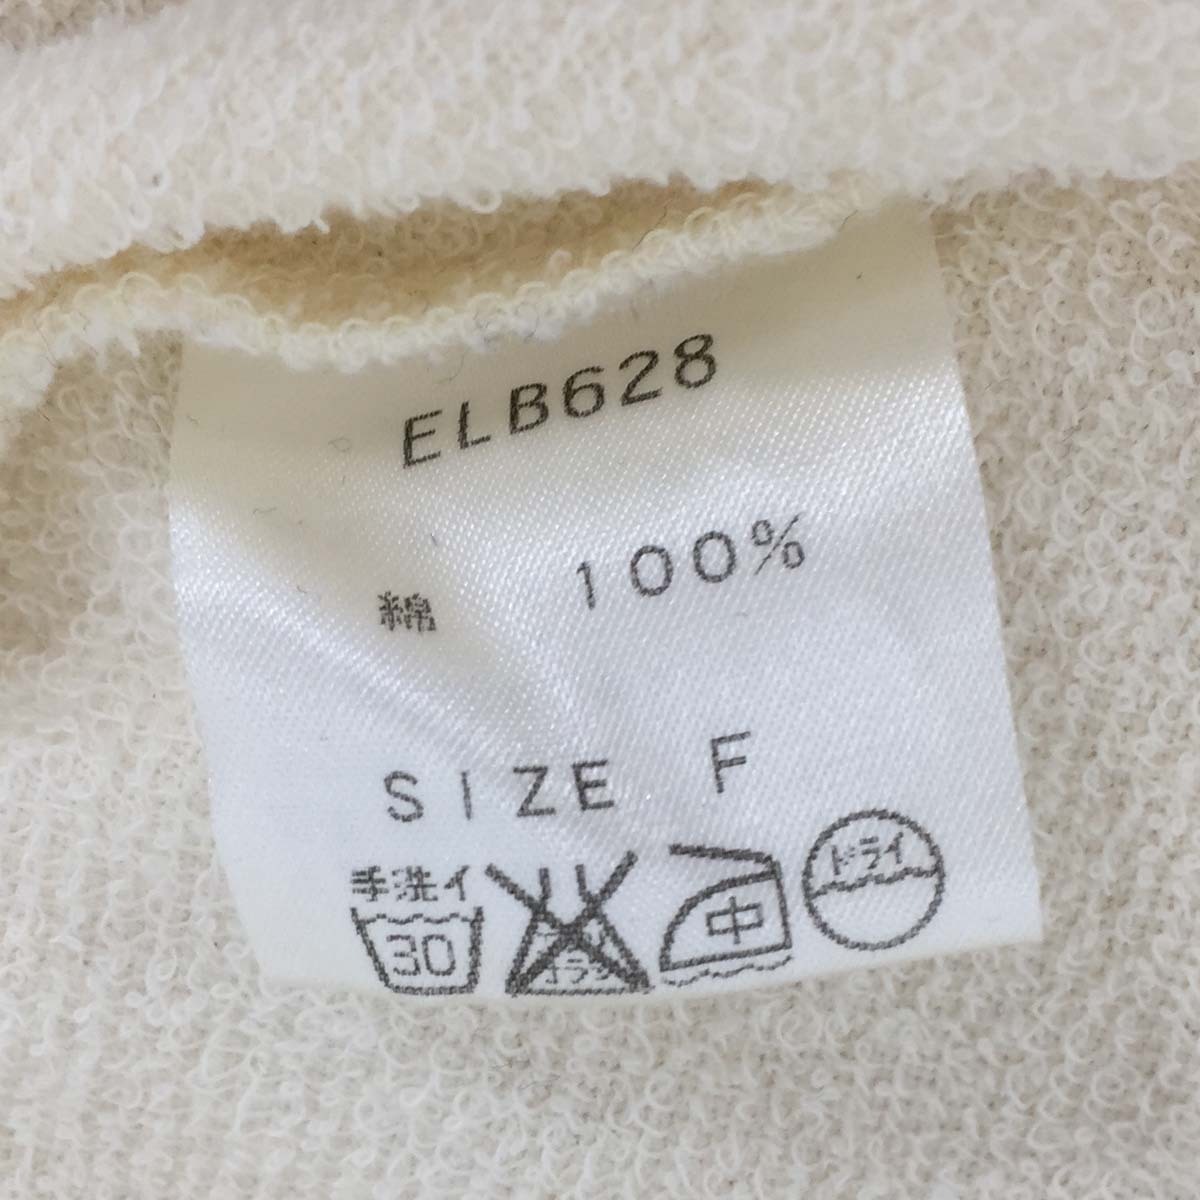 ELB628
綿 100%
SIZE F
手洗イ
30 中 ドライ